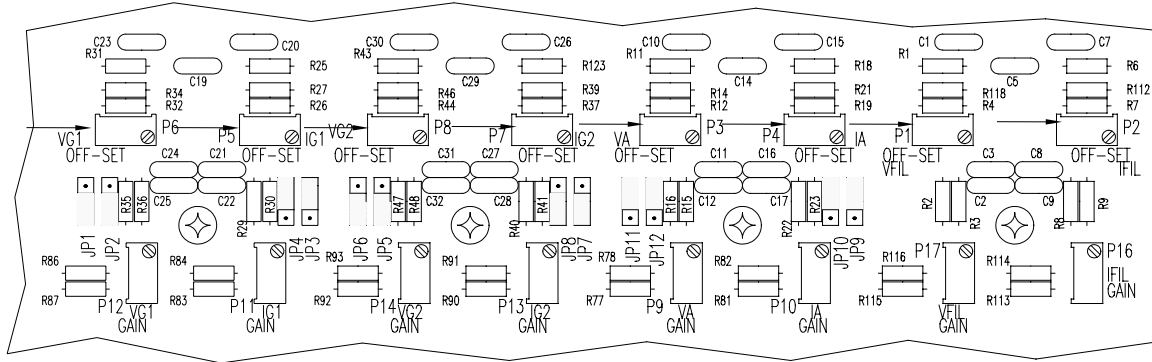 C23 C20 C30 C26 C10 C15 C1 C7
R31 R25 R43 R123 R11 R18 R1 R6
C19 C29 C14 C5
R34 R27 R46 R39 R14 R21 R118 R112
R32 R26 R44 R37 R12 R19 R4 R7
VG1 P6 P5 IG1 VG2 P8 P7 IG2 VA P3 P4 IA P1 P2
OFF-SET OFF-SET OFF-SET OFF-SET OFF-SET OFF-SET OFF-SET OFF-SET
VFIL IFIL
C24 C21 C31 C27 C11 C16 C3 C8
C25 C22 C32 C28 C12 C17 C2 C9
R35 R36 R29 R30 R47 R48 R40 R41 R16 R15 R22 R23 R2 R3 R8 R9
JP1 JP2 JP4 JP3 JP6 JP5 JP8 JP7 JP11 JP12 JP10 JP9
R86 R84 R93 R91 R78 R82 R116 P17 R114 P16
R87 P12 R83 P11 R92 P14 R90 P13 R77 P9 R81 P10 R115 R113 IFIL
GAIN
VG1 IG1 VG2 IG2 VA IA VFIL
GAIN GAIN GAIN GAIN GAIN GAIN GAIN